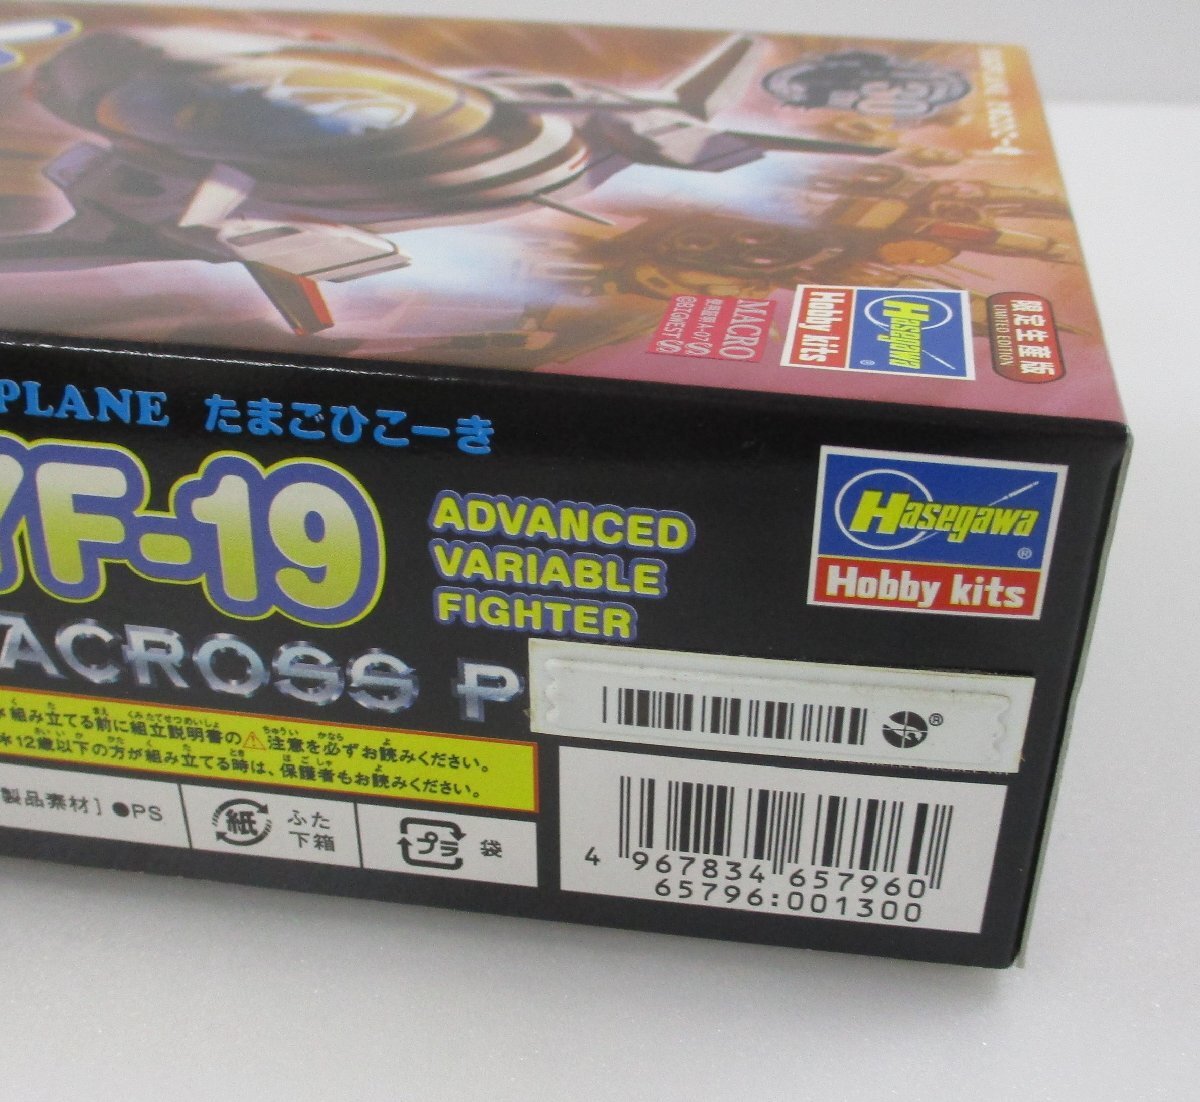 限定生産版
LIMITED EDITION
Hasegawa
®
Hobby kits
MACRO
©BIGWEST
PLANE たまごひこーき
YF-19
ADVANCED
VARIABLE
FIGHTER
ACROSS P
Hasegawa
®
Hobby kits
®
*組み立てる前に組立説明書の⚠注意を必ずお読みください。
*12歳以下の方が組み立てる時は、保護者もお読みください。
製品素材] ●PS
紙
ふた
下箱
プラ
袋
4 967834 657960
65796:001300